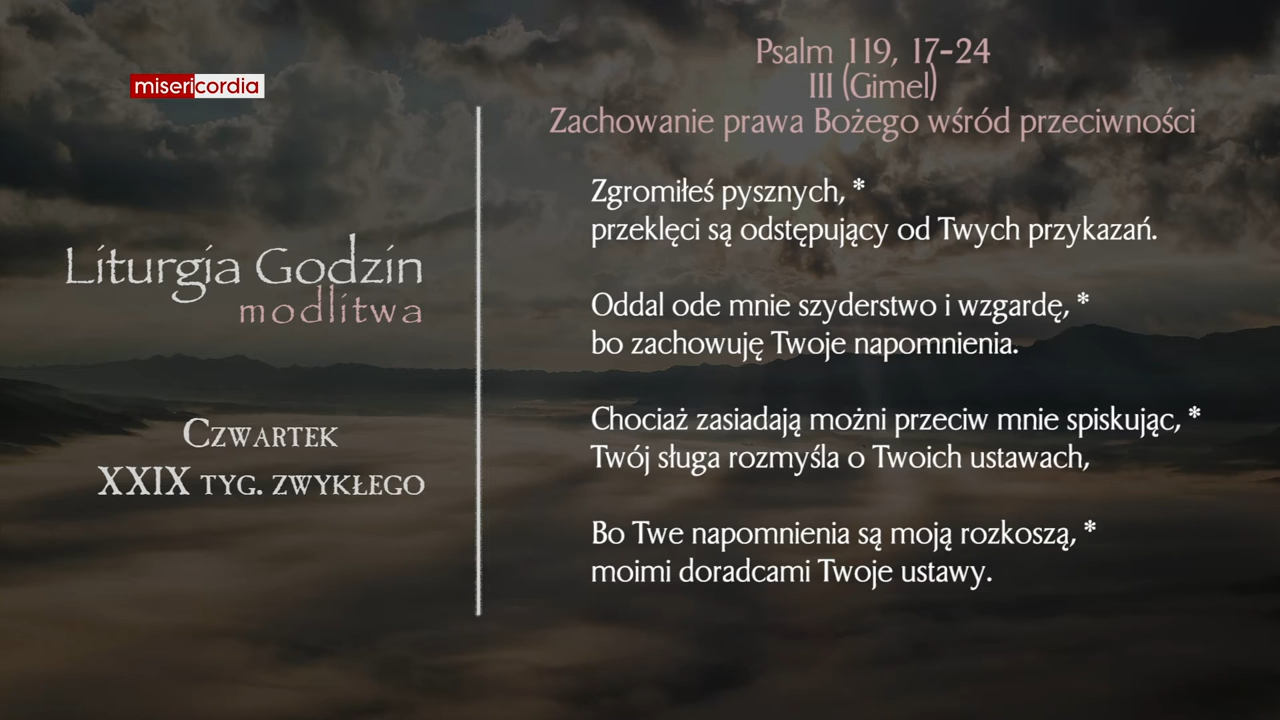 misericordia
Liturgia Godzin
modlitwa
Czwartek
XXIX tyg. zwykłego
Psalm 119, 17-24
III (Gimel)
Zachowanie prawa Bożego wśród przeciwności
Zgromiłeś pysznych, *
przeklęci są odstępujący od Twych przykazań.
Oddal ode mnie szyderstwo i wzgardę, *
bo zachowuję Twoje napomnienia.
Chociaż zasiadają możni przeciw mnie spiskując, *
Twój sługa rozmyśla o Twoich ustawach,
Bo Twe napomnienia są moją rozkoszą, *
moimi doradcami Twoje ustawy.